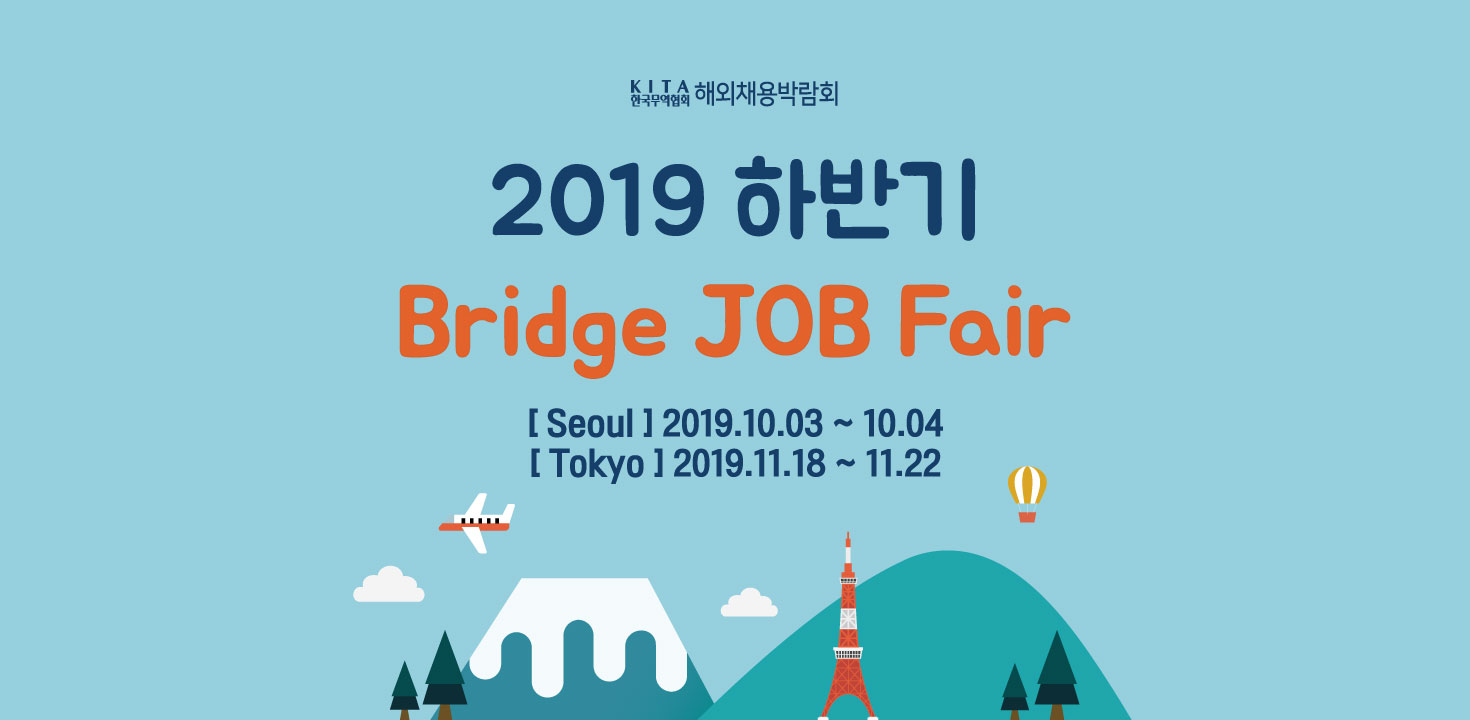 KITA 한국무역협회 해외채용박람회
2019 하반기
Bridge JOB Fair
[ Seoul ] 2019.10.03 ~ 10.04
[ Tokyo ] 2019.11.18 ~ 11.22